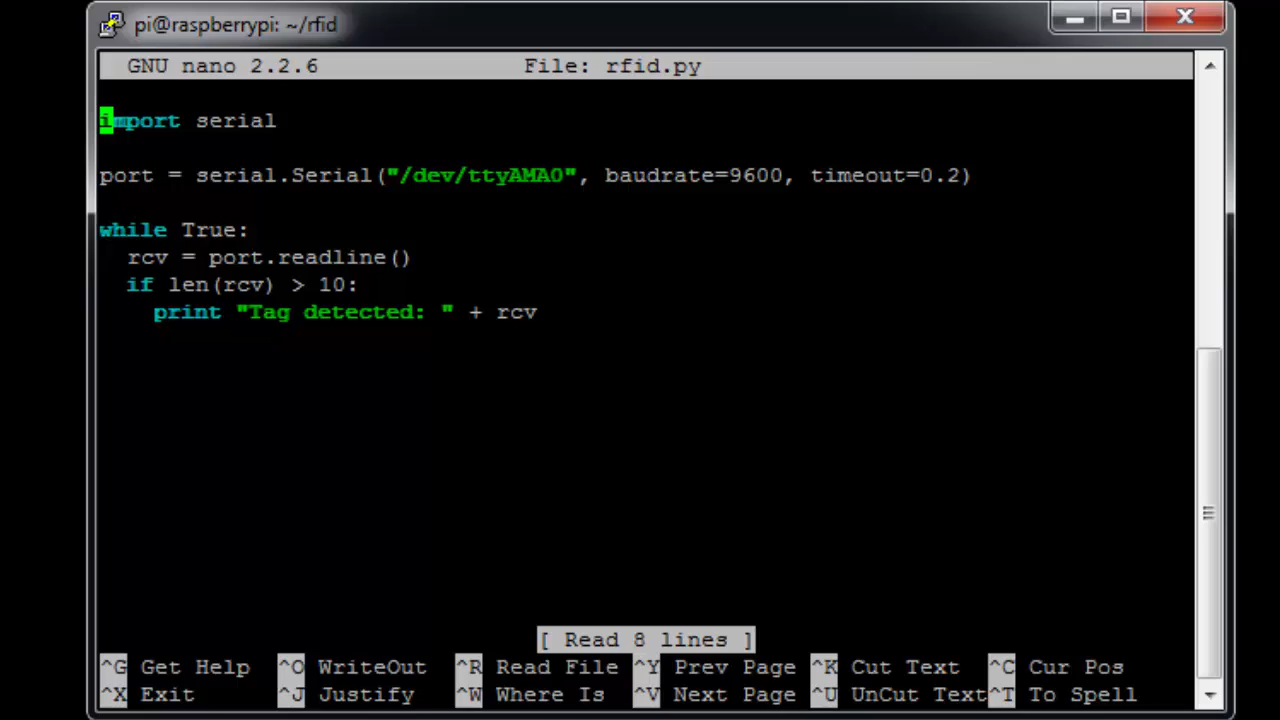 pi@raspberrypi: ~/rfid
GNU nano 2.2.6 File: rfid.py
import serial
port = serial.Serial("/dev/ttyAMA0", baudrate=9600, timeout=0.2)
while True:
  rcv = port.readline()
  if len(rcv) > 10:
    print "Tag detected: " + rcv
[ Read 8 lines ]
^G Get Help ^O WriteOut ^R Read File ^Y Prev Page ^K Cut Text ^C Cur Pos
^X Exit ^J Justify ^W Where Is ^V Next Page ^U UnCut Text ^T To Spell